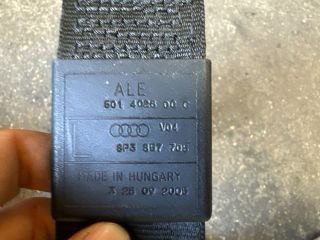 ALE
601 4026 00 C
V04
L
8P3 857 705
MADE IN HUNGARY
3 25 09 2005